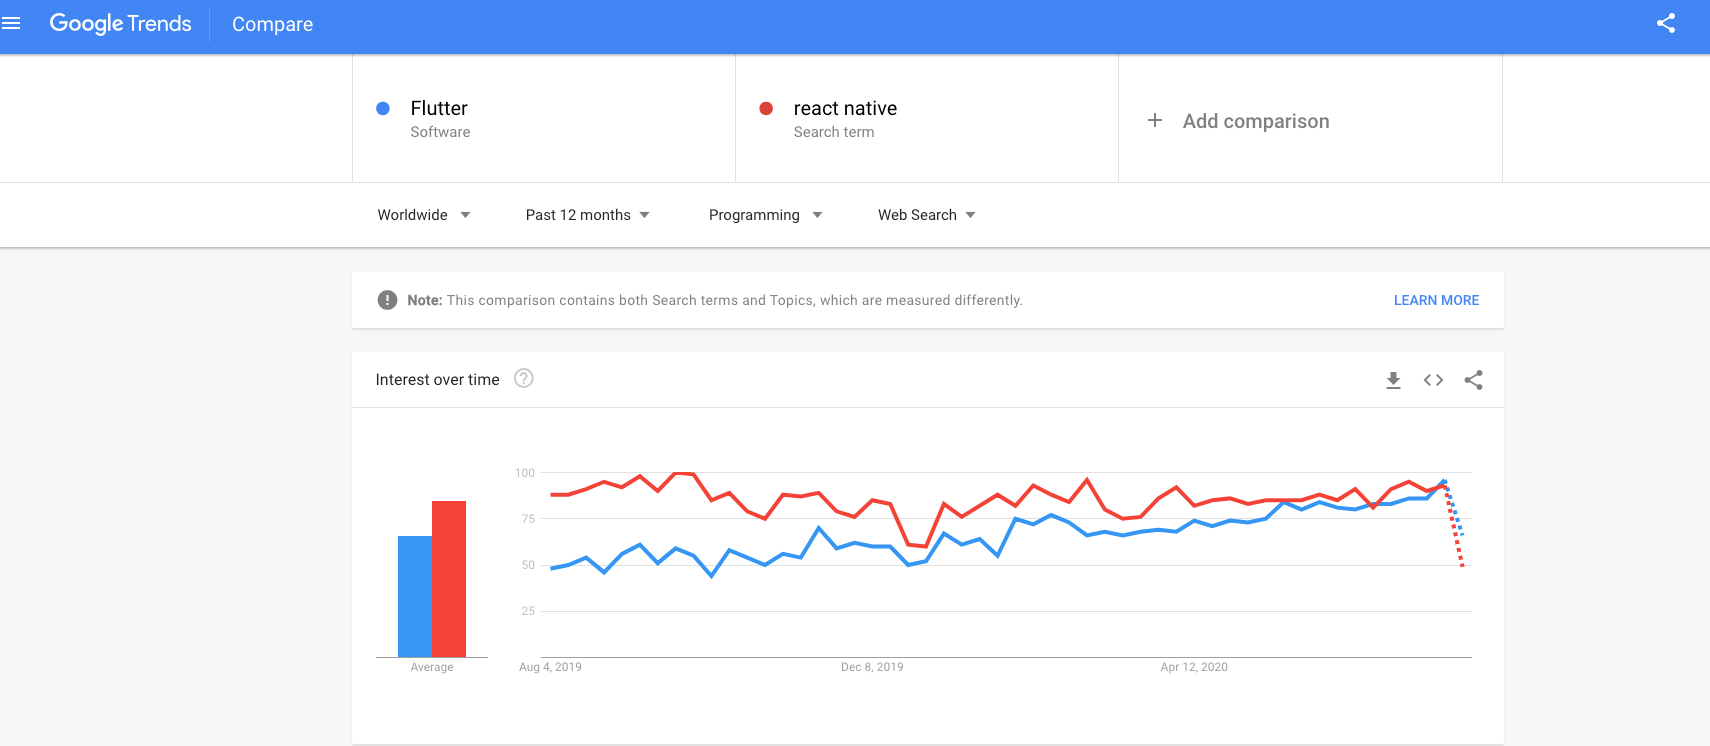 Google Trends Compare
Flutter
Software
react native
Search term
+ Add comparison
Worldwide Past 12 months Programming Web Search
Note: This comparison contains both Search terms and Topics, which are measured differently. LEARN MORE
Interest over time
100
75
50
25
Average
Aug 4, 2019 Dec 8, 2019 Apr 12, 2020